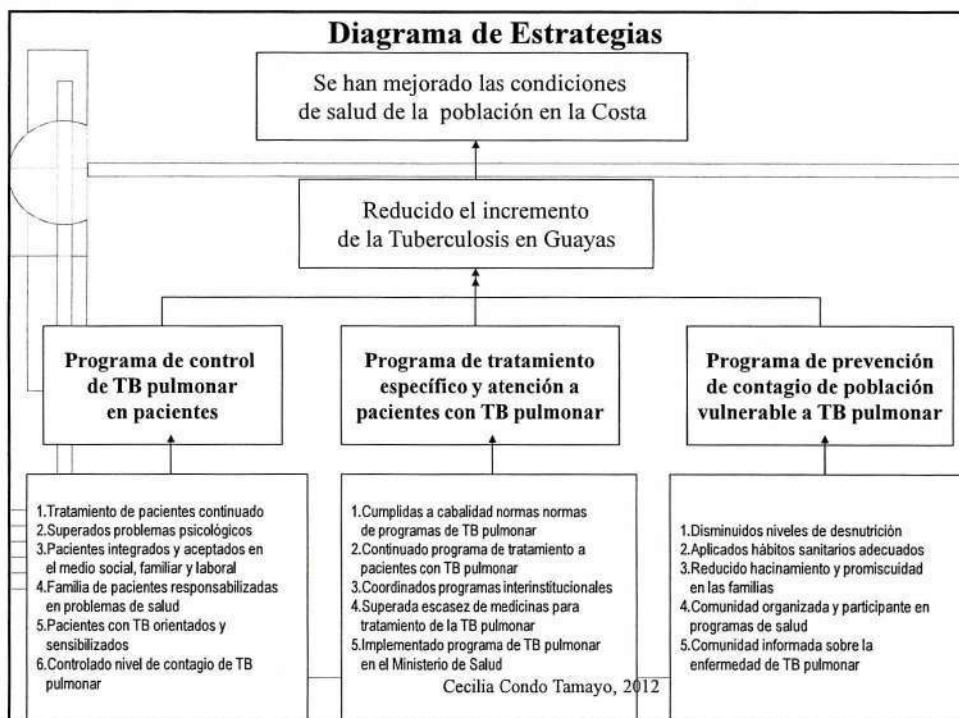 Diagrama de Estrategias
Se han mejorado las condiciones
de salud de la población en la Costa
Reducido el incremento
de la Tuberculosis en Guayas
Programa de control
de TB pulmonar
en pacientes
Programa de tratamiento
específico y atención a
pacientes con TB pulmonar
Programa de prevención
de contagio de población
vulnerable a TB pulmonar
1.Tratamiento de pacientes continuado
2.Superados problemas psicológicos
3.Pacientes integrados y aceptados en
el medio social, familiar y laboral
4.Familia de pacientes responsabilizadas
en problemas de salud
5.Pacientes con TB orientados y
sensibilizados
6.Controlado nivel de contagio de TB
pulmonar
1.Cumplidas a cabalidad normas normas
de programas de TB pulmonar
2.Continuado programa de tratamiento a
pacientes con TB pulmonar
3.Coordinados programas interinstitucionales
4.Superada escasez de medicinas para
tratamiento de la TB pulmonar
5.Implementado programa de TB pulmonar
en el Ministerio de Salud
1.Disminuidos niveles de desnutrición
2.Aplicados hábitos sanitarios adecuados
3.Reducido hacinamiento y promiscuidad
en las familias
4.Comunidad organizada y participante en
programas de salud
5.Comunidad informada sobre la
enfermedad de TB pulmonar
Cecilia Condo Tamayo, 2012